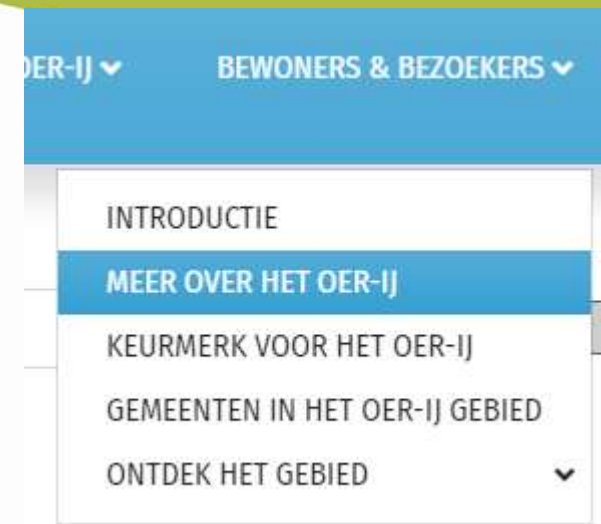 OER-IJ BEWONERS & BEZOEKERS
INTRODUCTIE
MEER OVER HET OER-IJ
KEURMERK VOOR HET OER-IJ
GEMEENTEN IN HET OER-IJ GEBIED
ONTDEK HET GEBIED